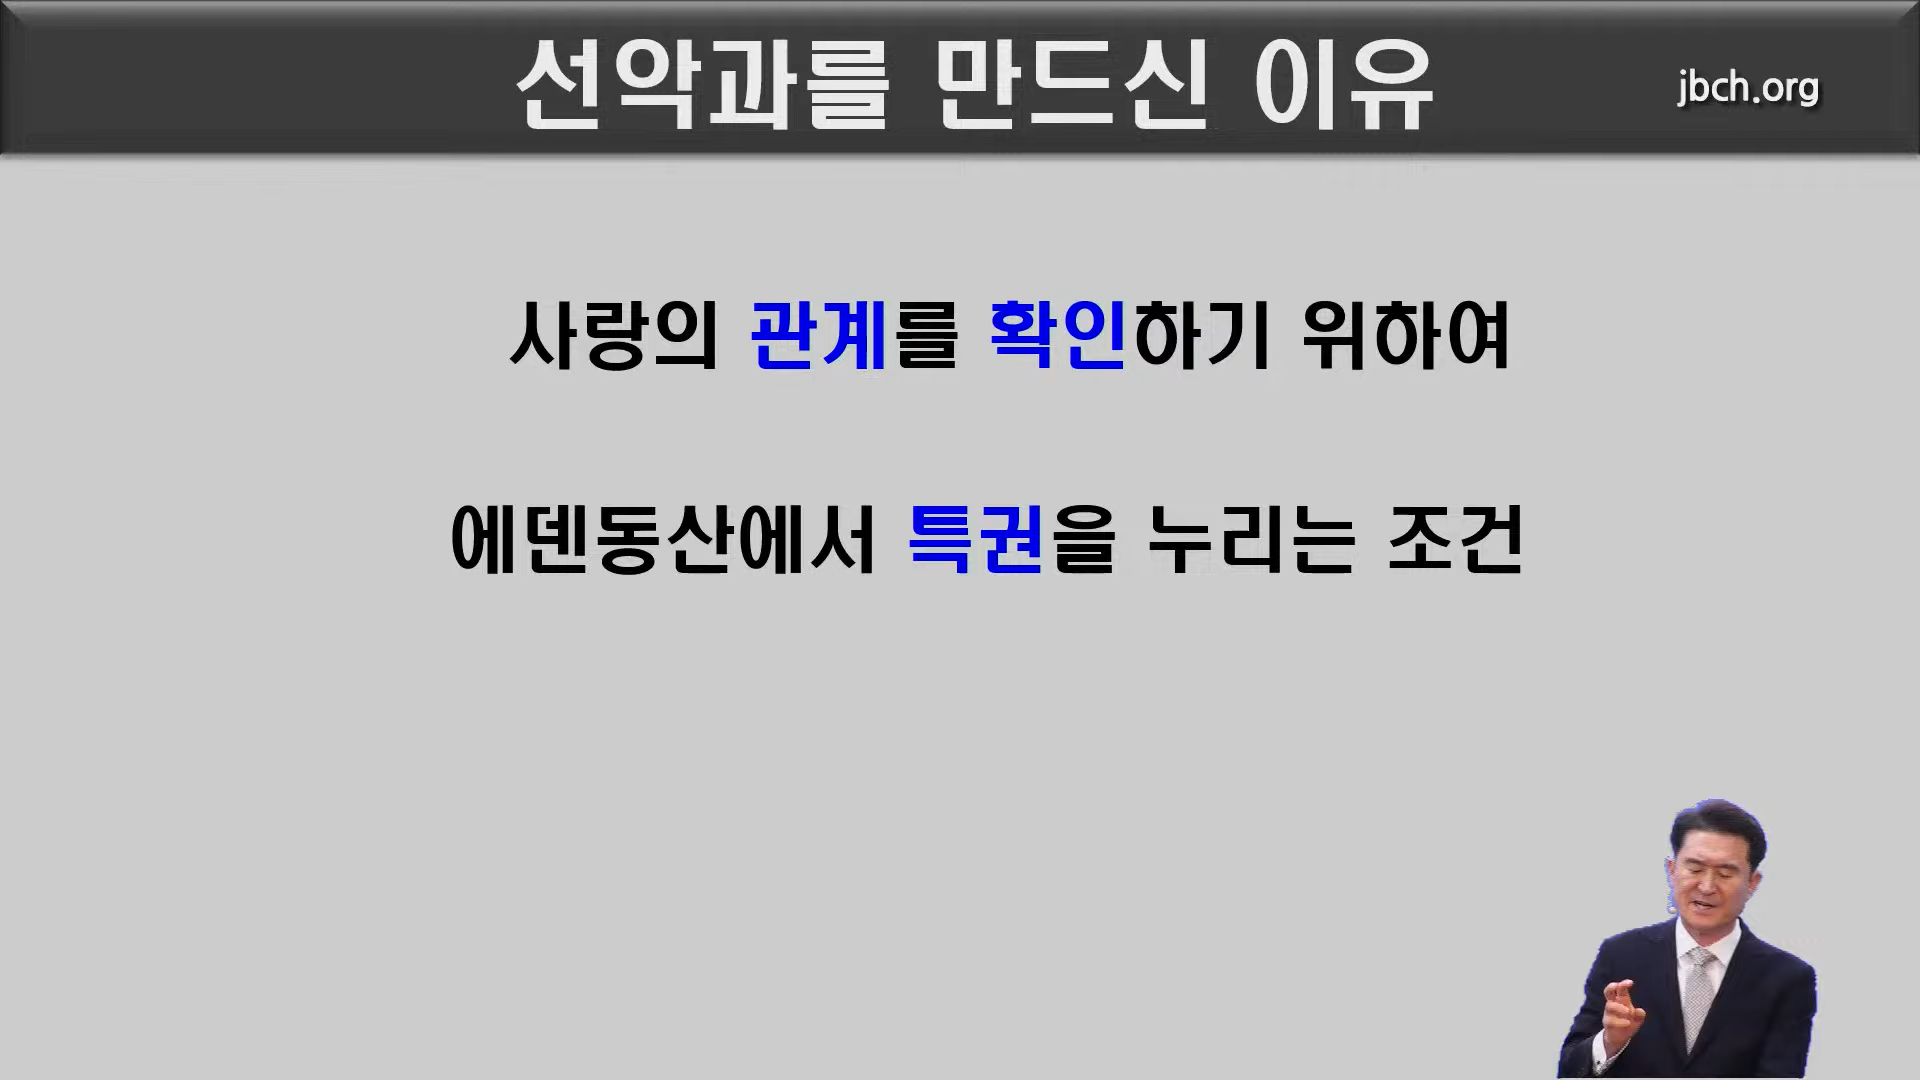 선악과를 만드신 이유
jbch.org
사랑의 관계를 확인하기 위하여
에덴동산에서 특권을 누리는 조건